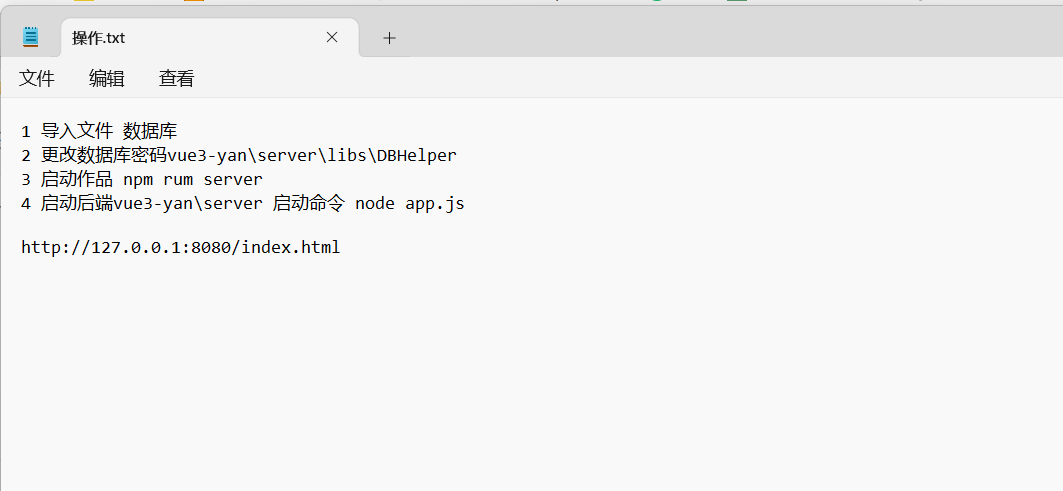 操作.txt
文件 编辑 查看
1 导入文件 数据库
2 更改数据库密码vue3-yan\server\libs\DBHelper
3 启动作品 npm rum server
4 启动后端vue3-yan\server 启动命令 node app.js
http://127.0.0.1:8080/index.html